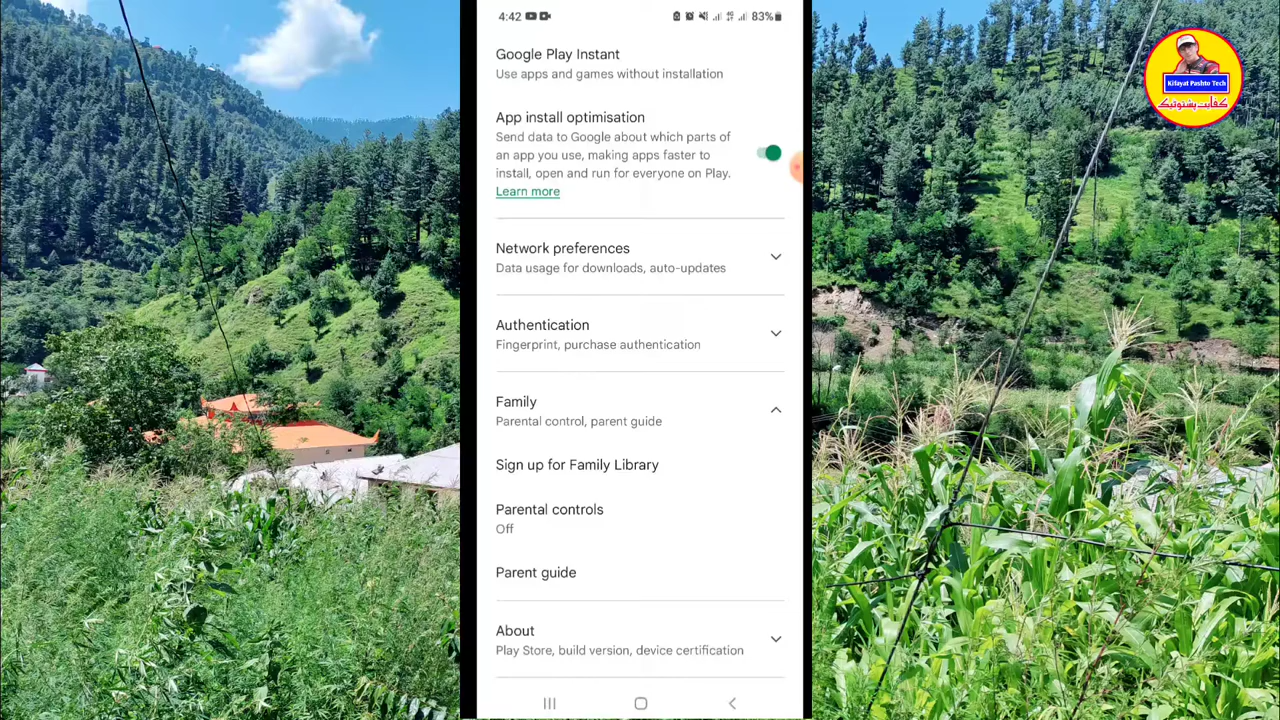 4:42
83%
Google Play Instant
Use apps and games without installation
App install optimisation
Send data to Google about which parts of
an app you use, making apps faster to
install, open and run for everyone on Play.
Learn more
Network preferences
Data usage for downloads, auto-updates
Authentication
Fingerprint, purchase authentication
Family
Parental control, parent guide
Sign up for Family Library
Parental controls
Off
Parent guide
About
Play Store, build version, device certification
Kifayat Pashto Tech
کفایت پشتو ٹیک